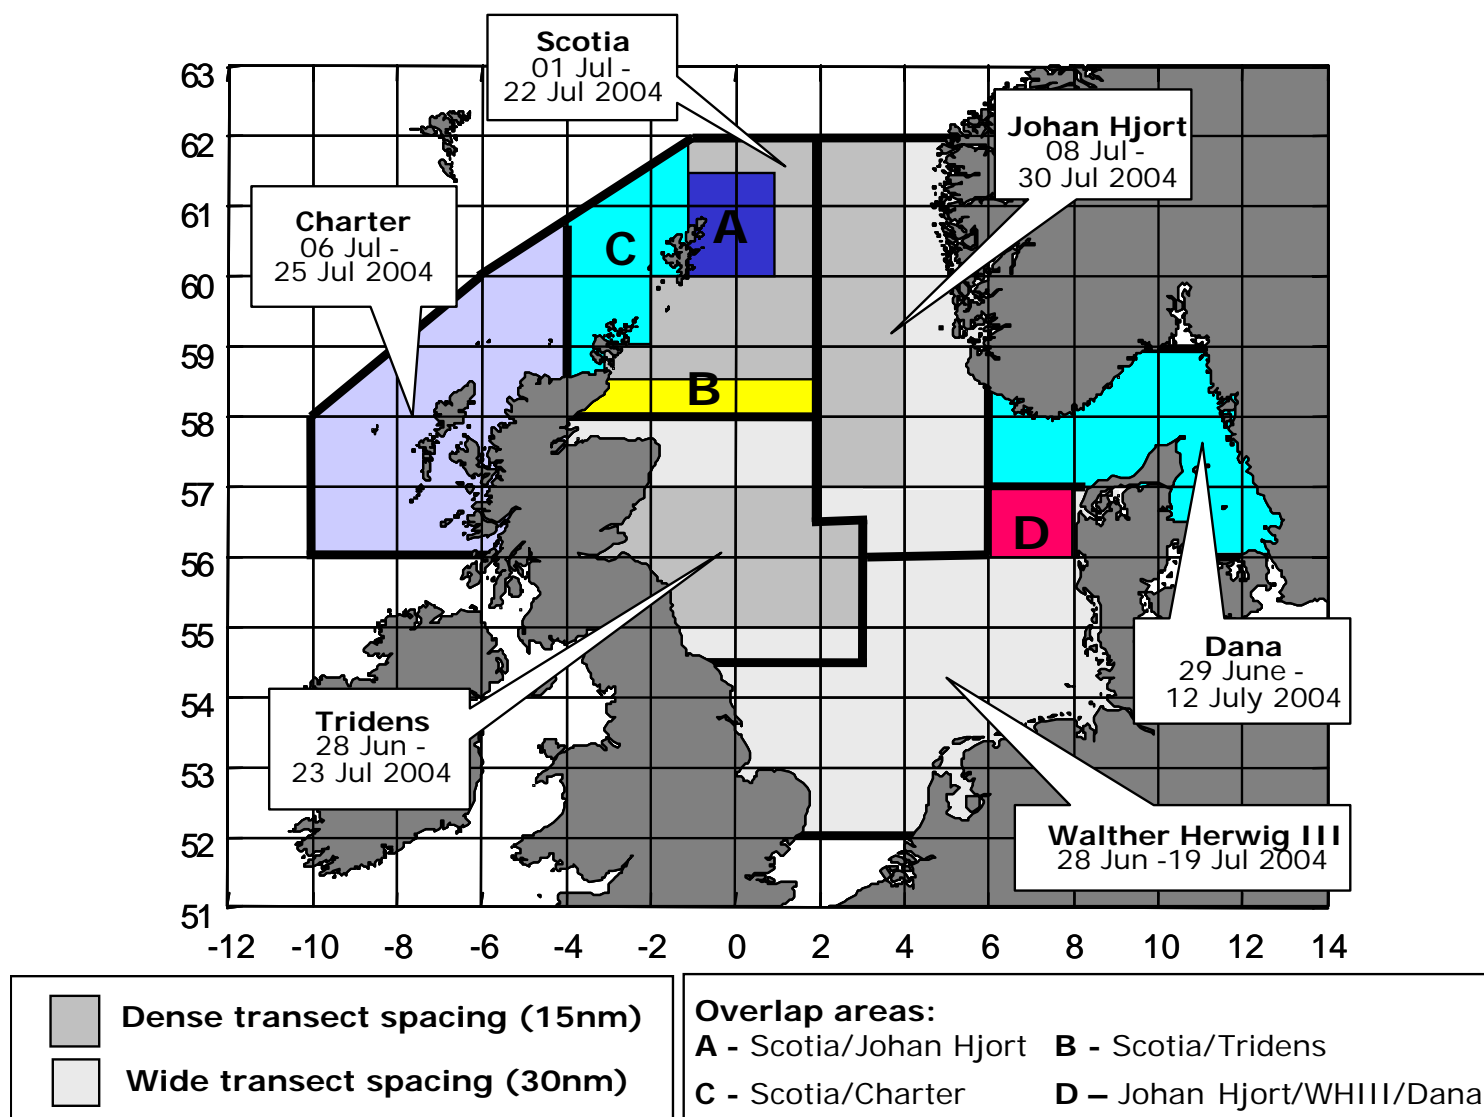 Scotia
01 Jul -
22 Jul 2004
Johan Hjort
08 Jul -
30 Jul 2004
Charter
06 Jul -
25 Jul 2004
Tridens
28 Jun -
23 Jul 2004
Dana
29 June -
12 July 2004
Walther Herwig III
28 Jun -19 Jul 2004
A
C
B
D
63
62
61
60
59
58
57
56
55
54
53
52
51
-12 -10 -8 -6 -4 -2 0 2 4 6 8 10 12 14
Dense transect spacing (15nm)
Wide transect spacing (30nm)
Overlap areas:
A - Scotia/Johan Hjort B - Scotia/Tridens
C - Scotia/Charter D – Johan Hjort/WHIII/Dana